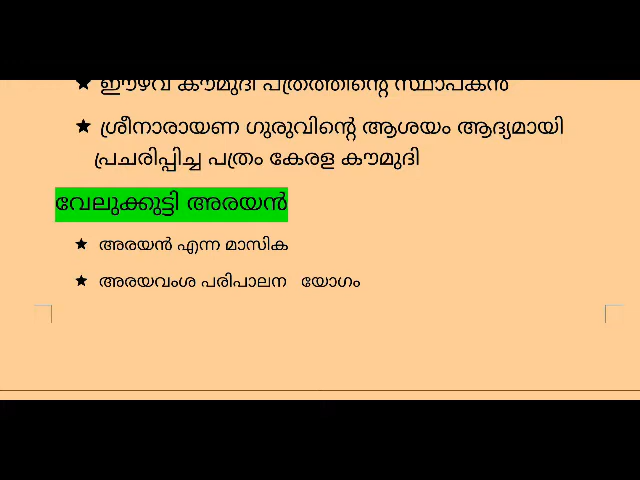 ★ ഈഴവ കൗമുദി പത്രത്തിന്റെ സ്ഥാപകൻ
★ ശ്രീനാരായണ ഗുരുവിന്റെ ആശയം ആദ്യമായി
പ്രചരിപ്പിച്ച പത്രം കേരള കൗമുദി
വേലുക്കുട്ടി അരയൻ
★ അരയൻ എന്ന മാസിക
★ അരയവംശ പരിപാലന യോഗം